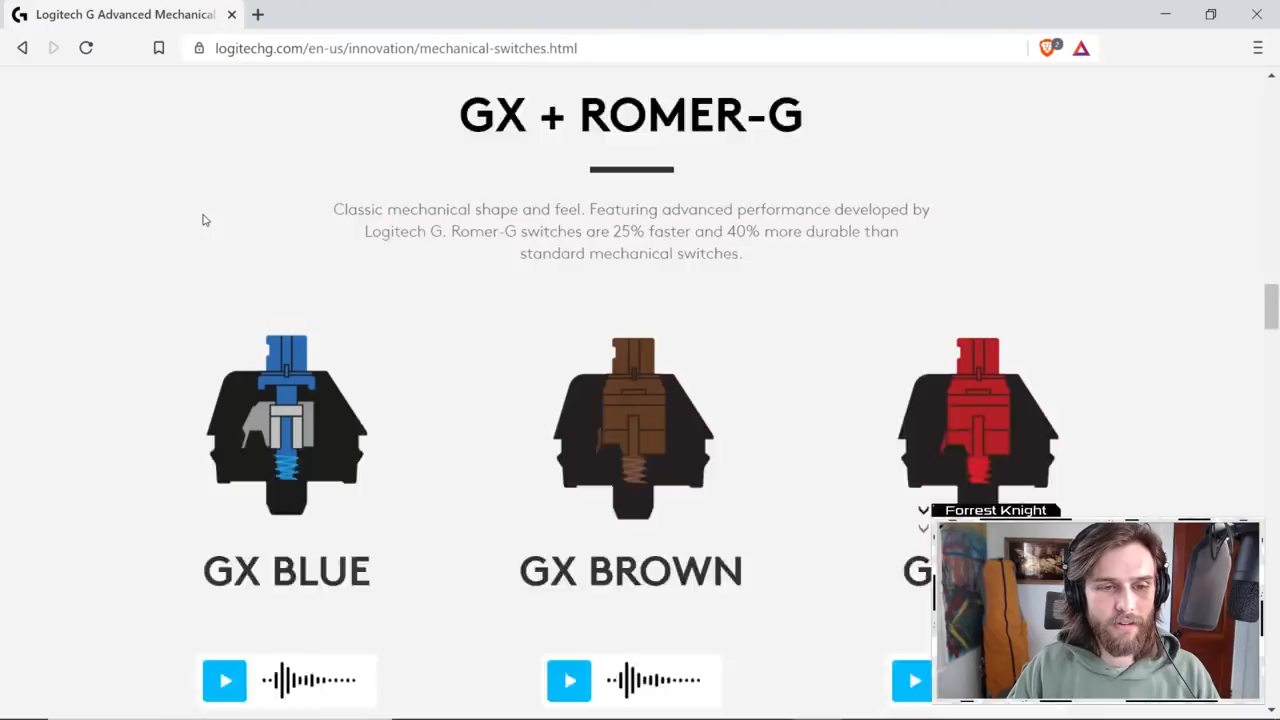 Logitech G Advanced Mechanical
logitechg.com/en-us/innovation/mechanical-switches.html
2
GX + ROMER-G
Classic mechanical shape and feel. Featuring advanced performance developed by
Logitech G. Romer-G switches are 25% faster and 40% more durable than
standard mechanical switches.
GX BLUE
GX BROWN
G
Forrest Knight